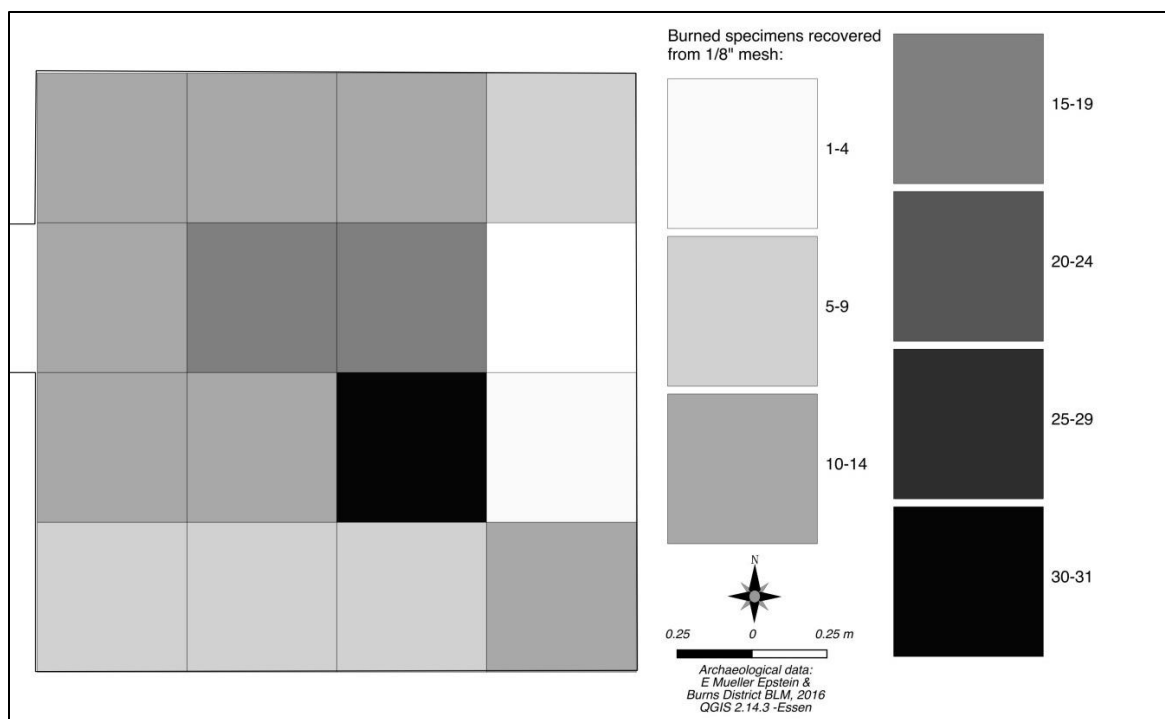 Burned specimens recovered
from 1/8" mesh:
1-4
5-9
10-14
15-19
20-24
25-29
30-31
N
0.25 0 0.25 m
Archaeological data:
E Mueller Epstein &
Burns District BLM, 2016
QGIS 2.14.3 -Essen